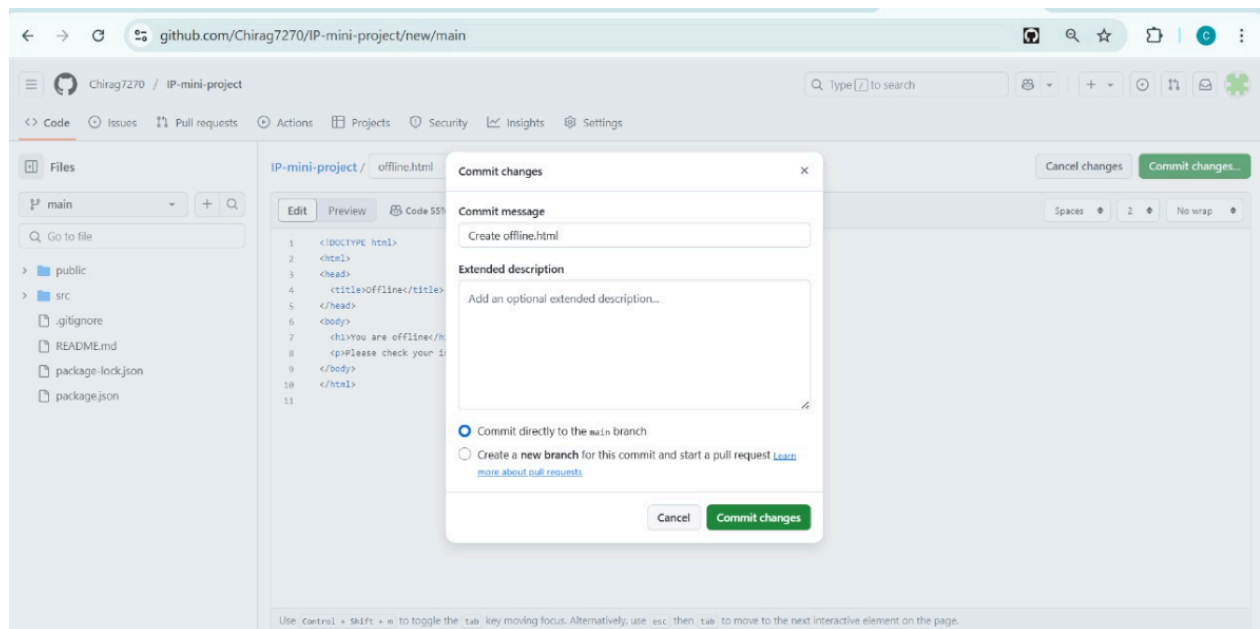 github.com/Chirag7270/IP-mini-project/new/main
C
Chirag7270 / IP-mini-project
Type / to search
Code Issues Pull requests Actions Projects Security Insights Settings
Files
IP-mini-project / offline.html
Cancel changes Commit changes...
main
Edit Preview Code 55%
Spaces 2 No wrap
Go to file
public
src
.gitignore
README.md
package-lock.json
package.json
1 <!DOCTYPE html>
2 <html>
3 <head>
4 <title>Offline</title>
5 </head>
6 <body>
7 <h1>You are offline</h
8 <p>Please check your i
9 </body>
10 </html>
11
Commit changes
Commit message
Create offline.html
Extended description
Add an optional extended description...
Commit directly to the main branch
Create a new branch for this commit and start a pull request Learn
more about pull requests
Cancel Commit changes
Use Control + Shift + m to toggle the tab key moving focus. Alternatively, use esc then tab to move to the next interactive element on the page.